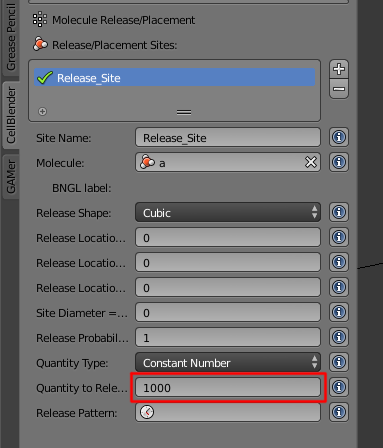 Grease Pencil
CellBlender
GAMer
Molecule Release/Placement
Release/Placement Sites:
Release_Site
Site Name: Release_Site
Molecule: a
BNGL label:
Release Shape: Cubic
Release Locatio... 0
Release Locatio... 0
Release Locatio... 0
Site Diameter =... 0
Release Probabil... 1
Quantity Type: Constant Number
Quantity to Rele... 1000
Release Pattern: